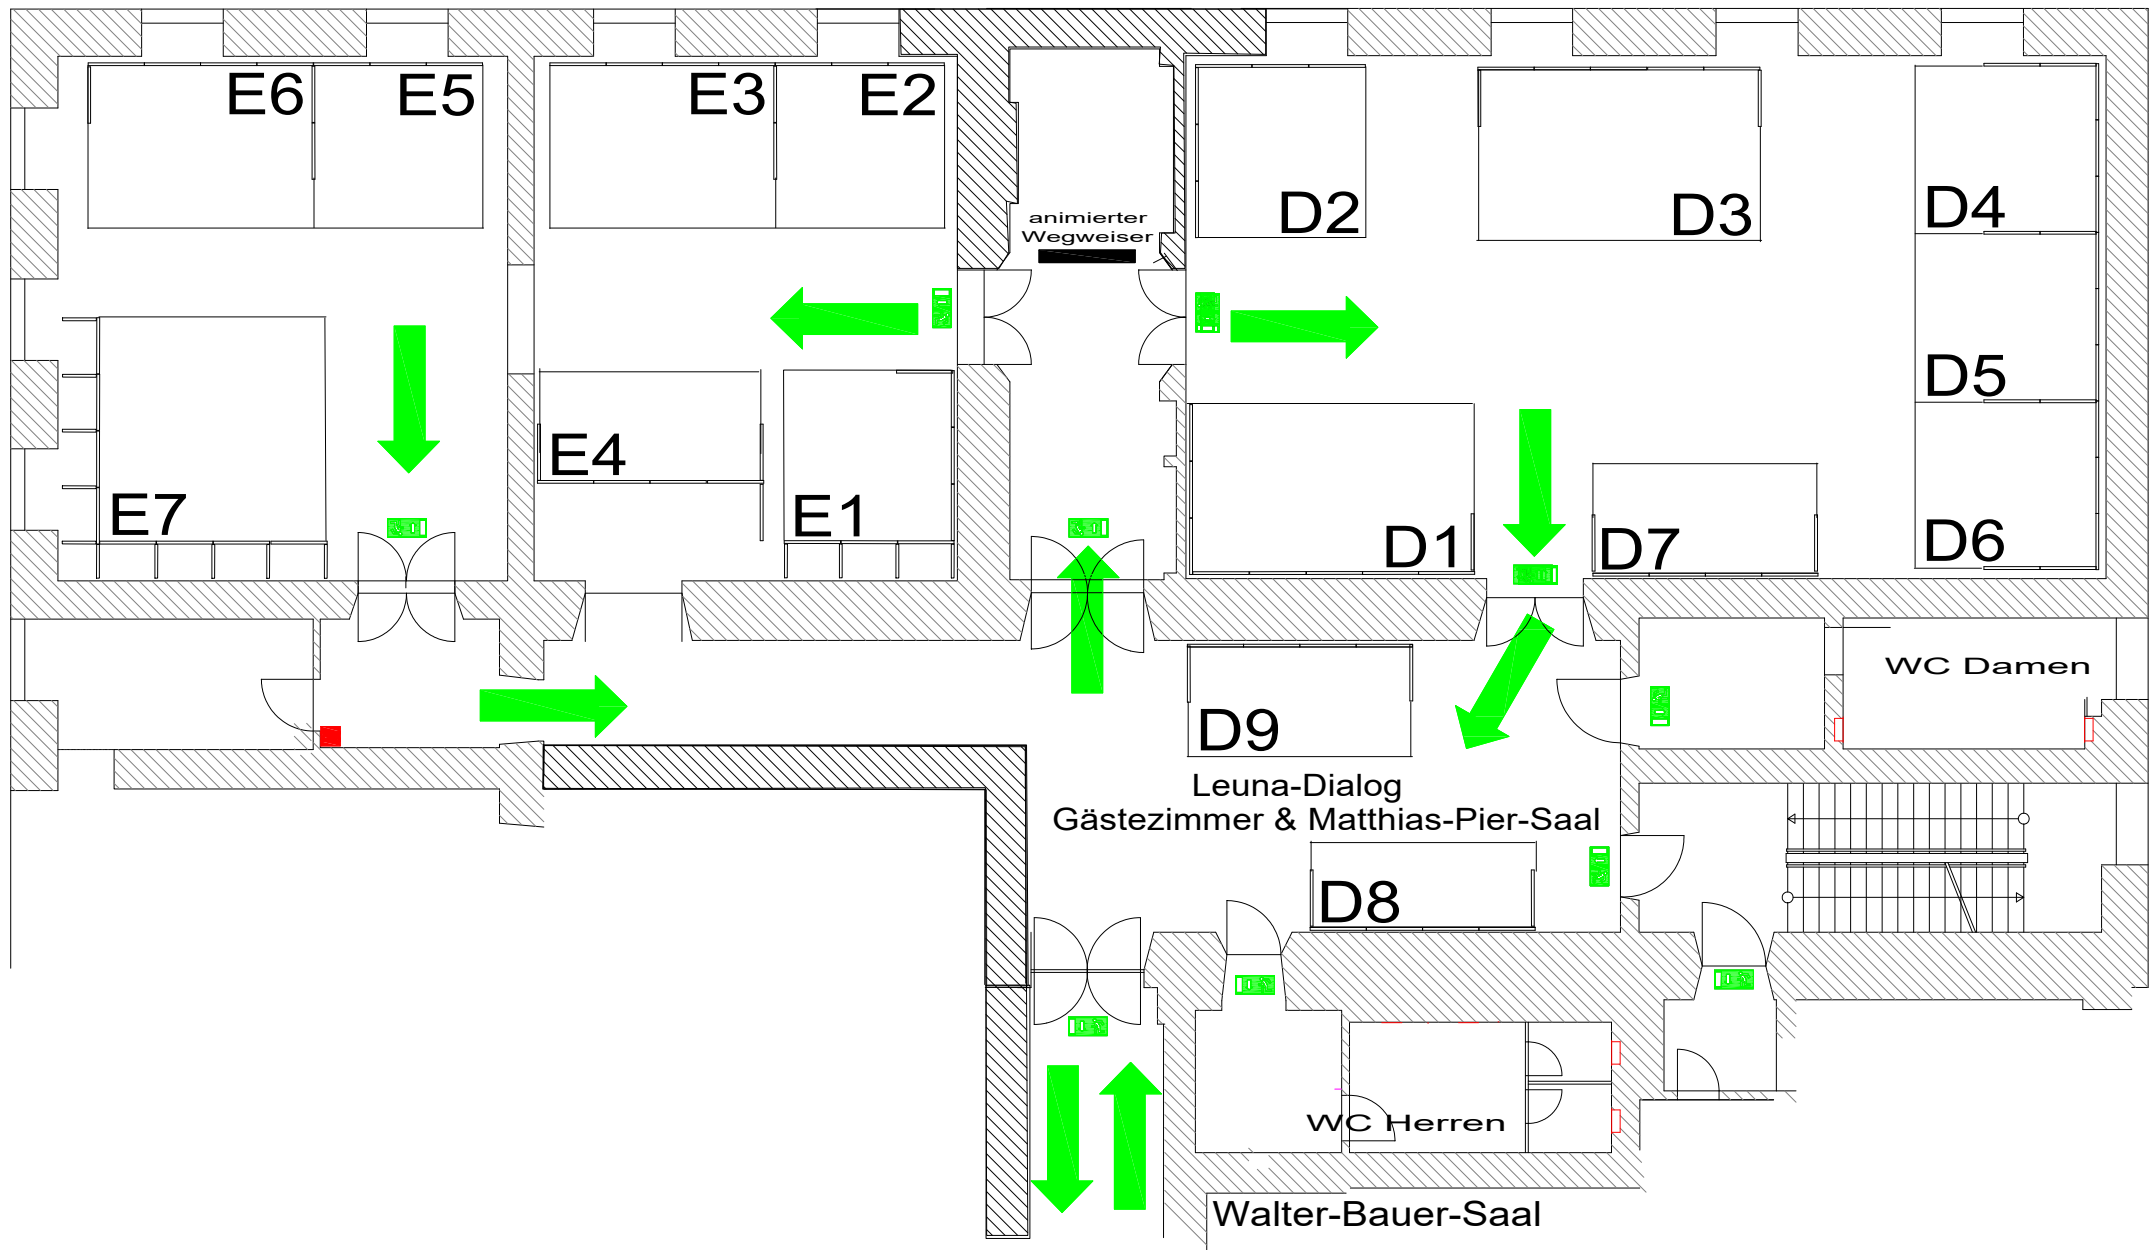 E6
E5
E3
E2
D2
D3
D4
animierter
Wegweiser
D5
E4
E7
E1
D1
D7
D6
WC Damen
D9
Leuna-Dialog
Gästezimmer & Matthias-Pier-Saal
D8
WC Herren
Walter-Bauer-Saal